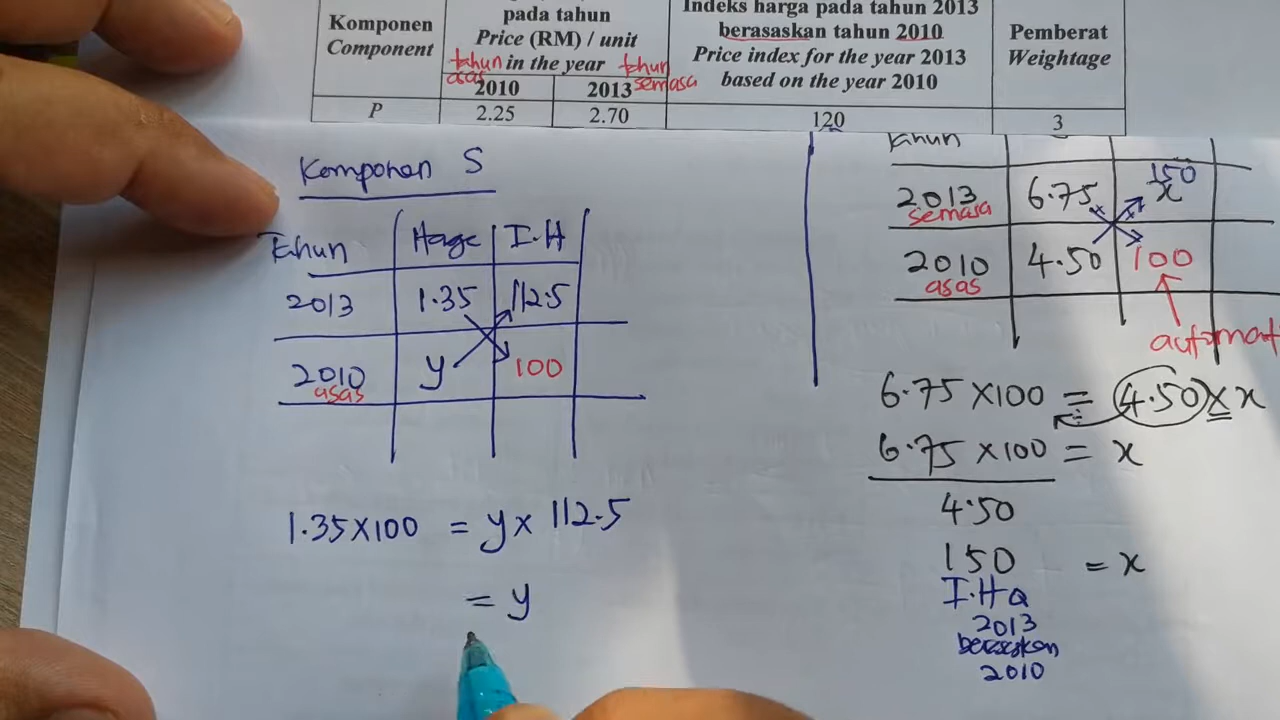 Komponen
Component
pada tahun
Price (RM) / unit
in the year
tahun
asas
tahun
semasa
2010
2013
Indeks harga pada tahun 2013
berasaskan tahun 2010
Price index for the year 2013
based on the year 2010
Pemberat
Weightage
P 2.25 2.70 120 3
Komponen S
Tahun Harga I.H
2013 1.35 112.5
2010 y 100
asas
1.35 x 100 = y x 112.5
= y
Tahun
2013 6.75 150
x
semasa
2010 4.50 100
asas
automat
6.75 x 100 = 4.50 x x
÷
6.75 x 100 = x
4.50
150 = x
I.H Q
2013
berasaskan
2010